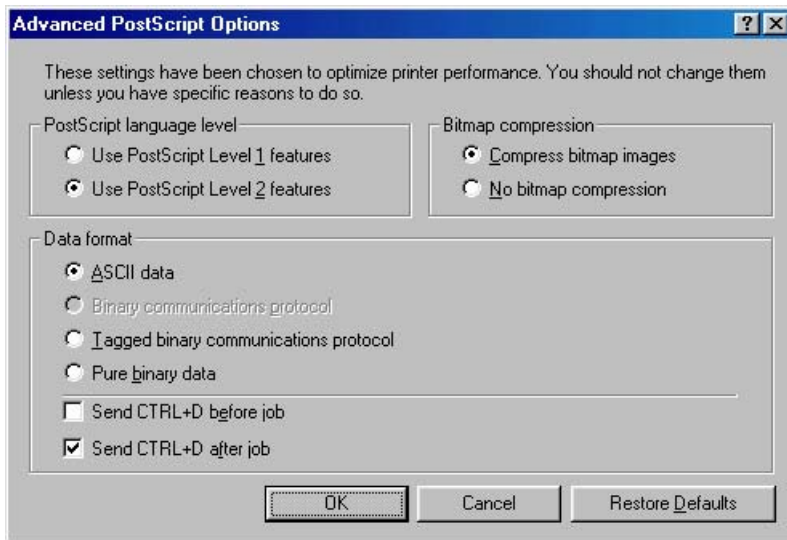 Advanced PostScript Options
These settings have been chosen to optimize printer performance. You should not change them
unless you have specific reasons to do so.
PostScript language level
Use PostScript Level 1 features
Use PostScript Level 2 features
Bitmap compression
Compress bitmap images
No bitmap compression
Data format
ASCII data
Binary communications protocol
Tagged binary communications protocol
Pure binary data
Send CTRL+D before job
Send CTRL+D after job
OK
Cancel
Restore Defaults